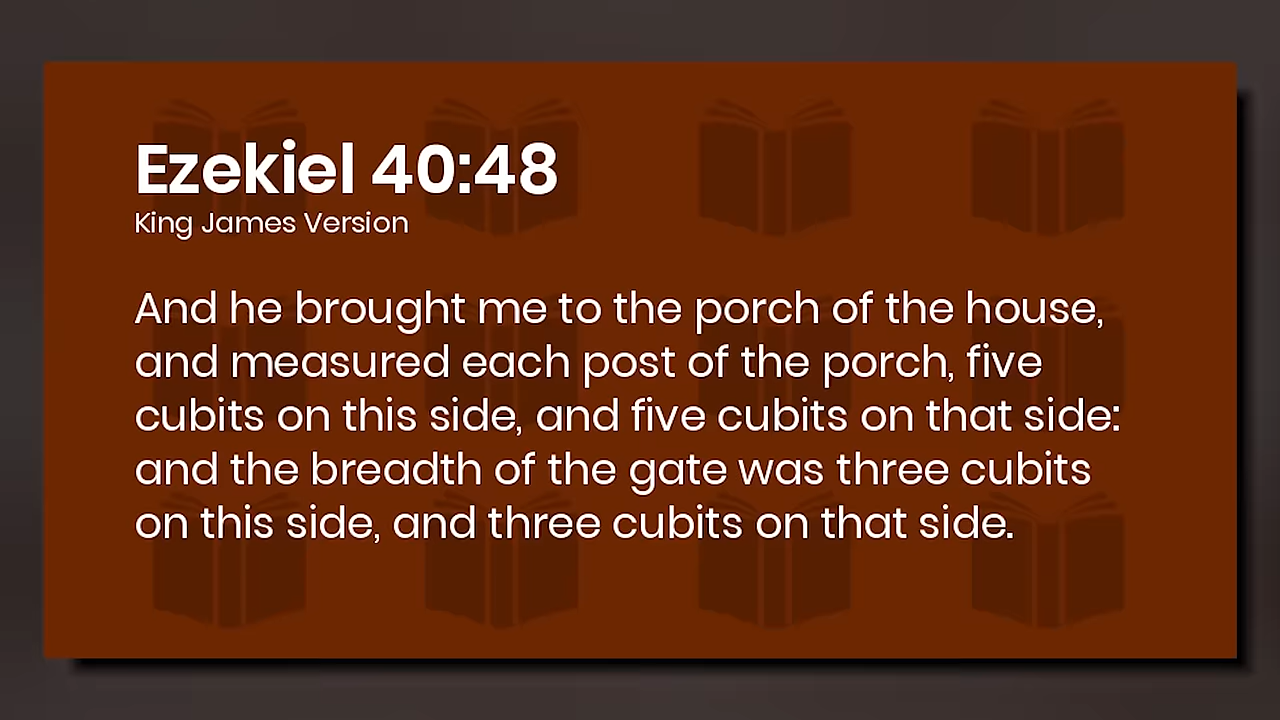 Ezekiel 40:48
King James Version
And he brought me to the porch of the house,
and measured each post of the porch, five
cubits on this side, and five cubits on that side:
and the breadth of the gate was three cubits
on this side, and three cubits on that side.